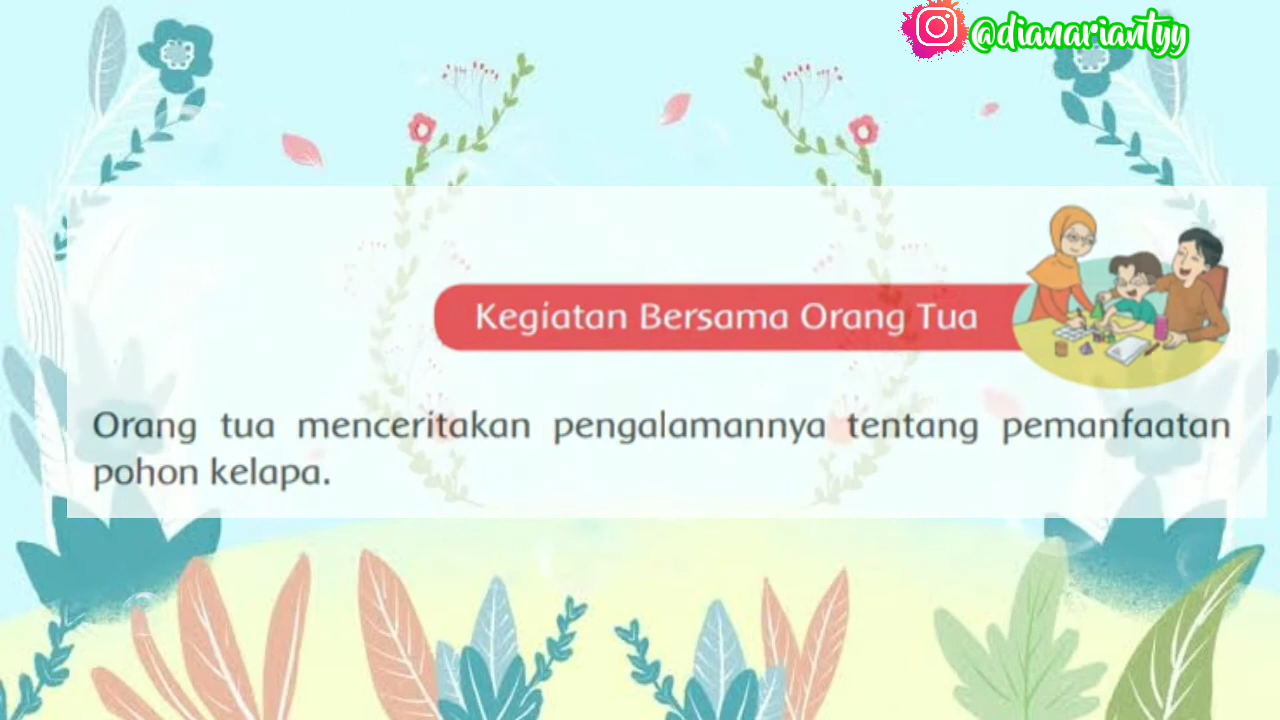 @dianariantyy
Kegiatan Bersama Orang Tua
Orang tua menceritakan pengalamannya tentang pemanfaatan
pohon kelapa.